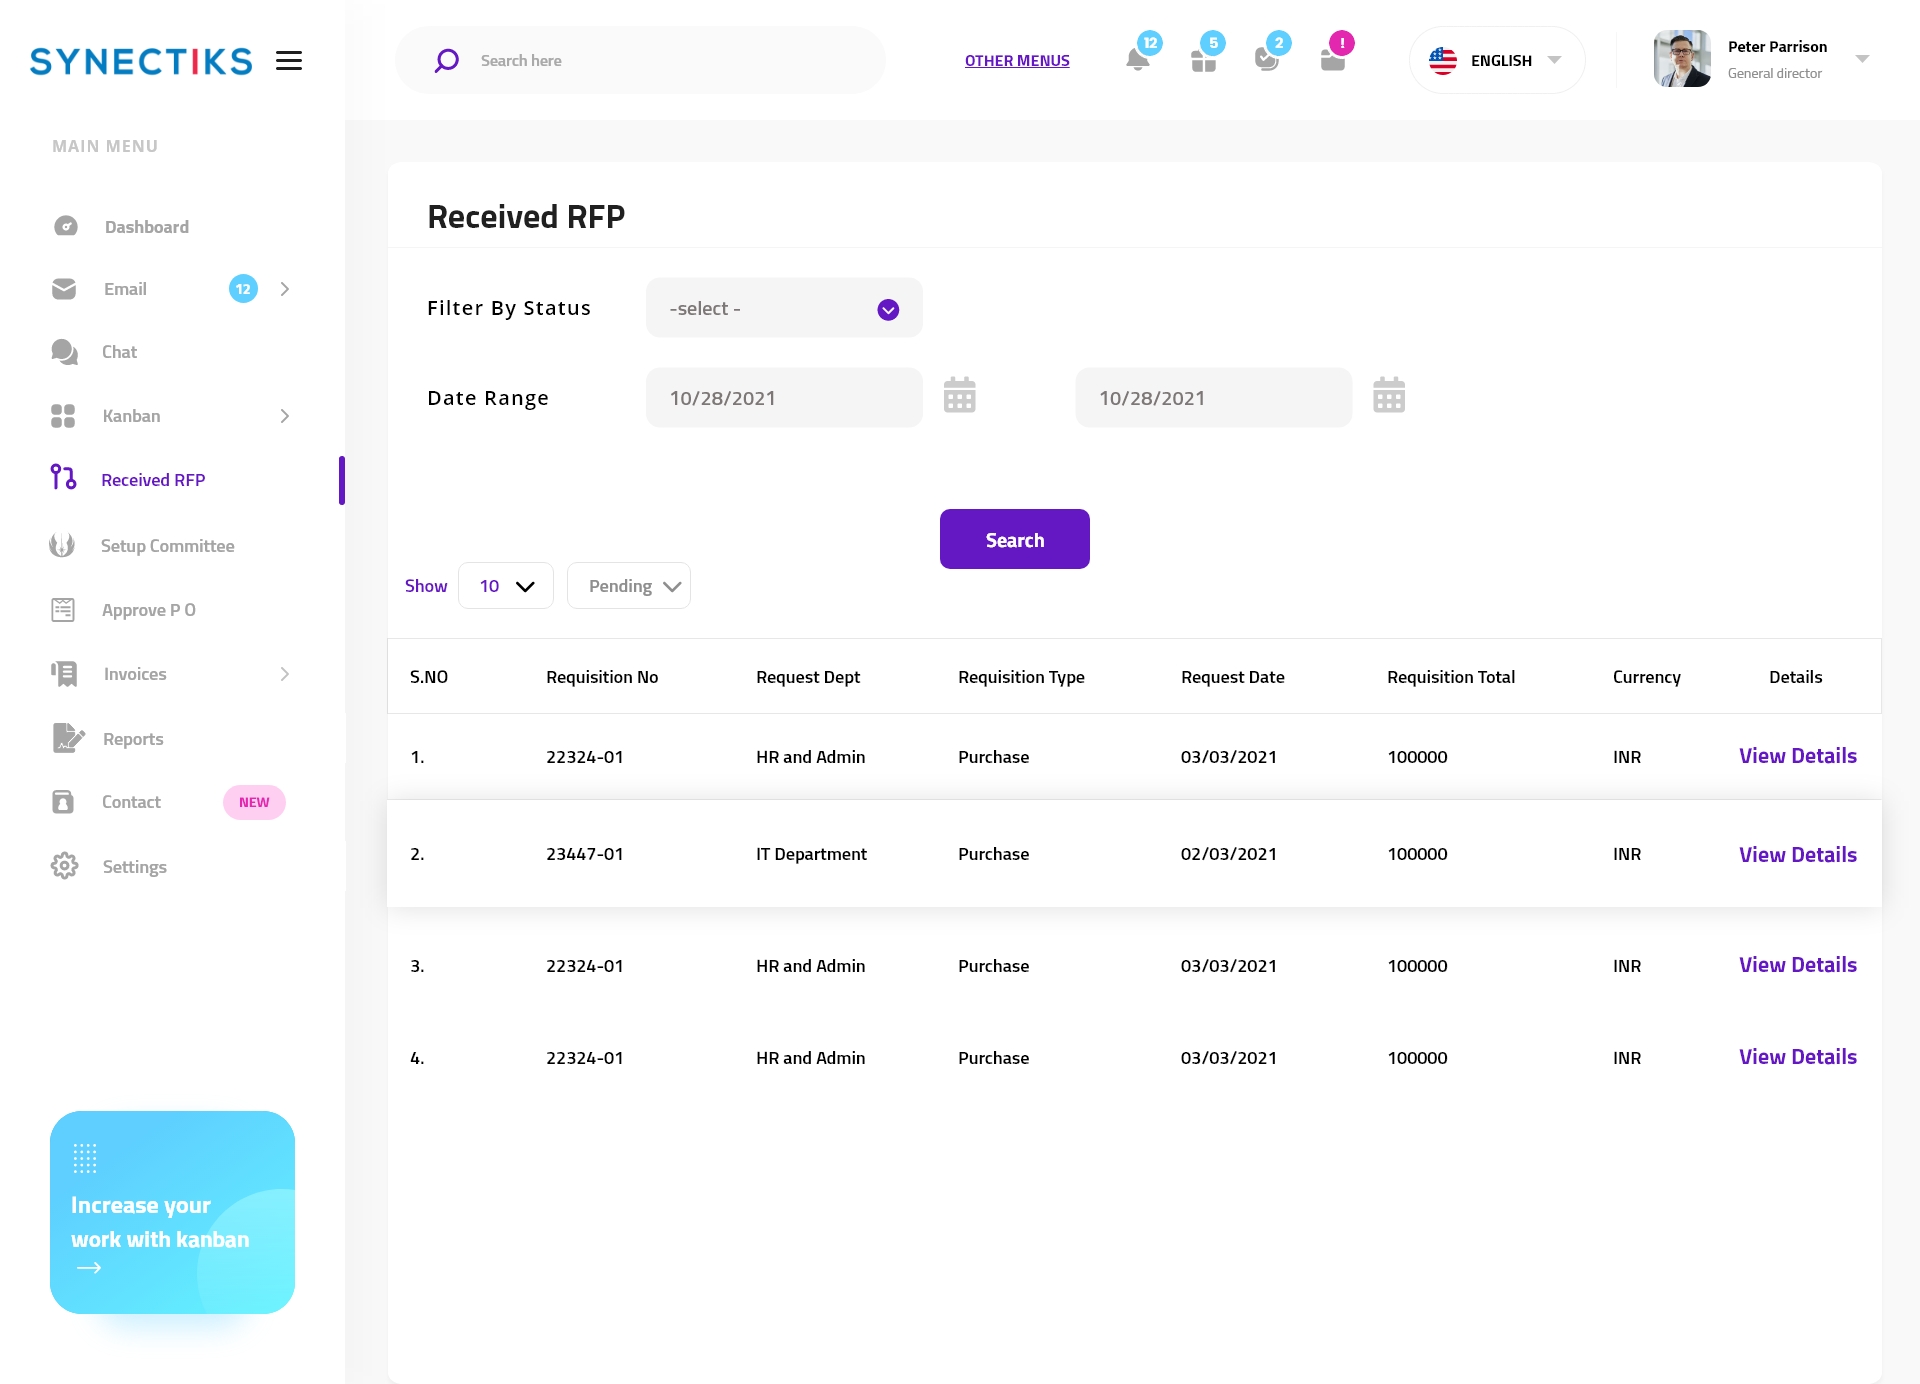 SYNECTIKS
Search here
OTHER MENUS
12
5
2
!
ENGLISH
Peter Parrison
General director
MAIN MENU
Dashboard
Email
12
Chat
Kanban
Received RFP
Setup Committee
Approve P O
Invoices
Reports
Contact
NEW
Settings
Increase your
work with kanban
Received RFP
Filter By Status
-select -
Date Range
10/28/2021
10/28/2021
Search
Show
10
Pending
S.NO Requisition No Request Dept Requisition Type Request Date Requisition Total Currency Details
1. 22324-01 HR and Admin Purchase 03/03/2021 100000 INR View Details
2. 23447-01 IT Department Purchase 02/03/2021 100000 INR View Details
3. 22324-01 HR and Admin Purchase 03/03/2021 100000 INR View Details
4. 22324-01 HR and Admin Purchase 03/03/2021 100000 INR View Details